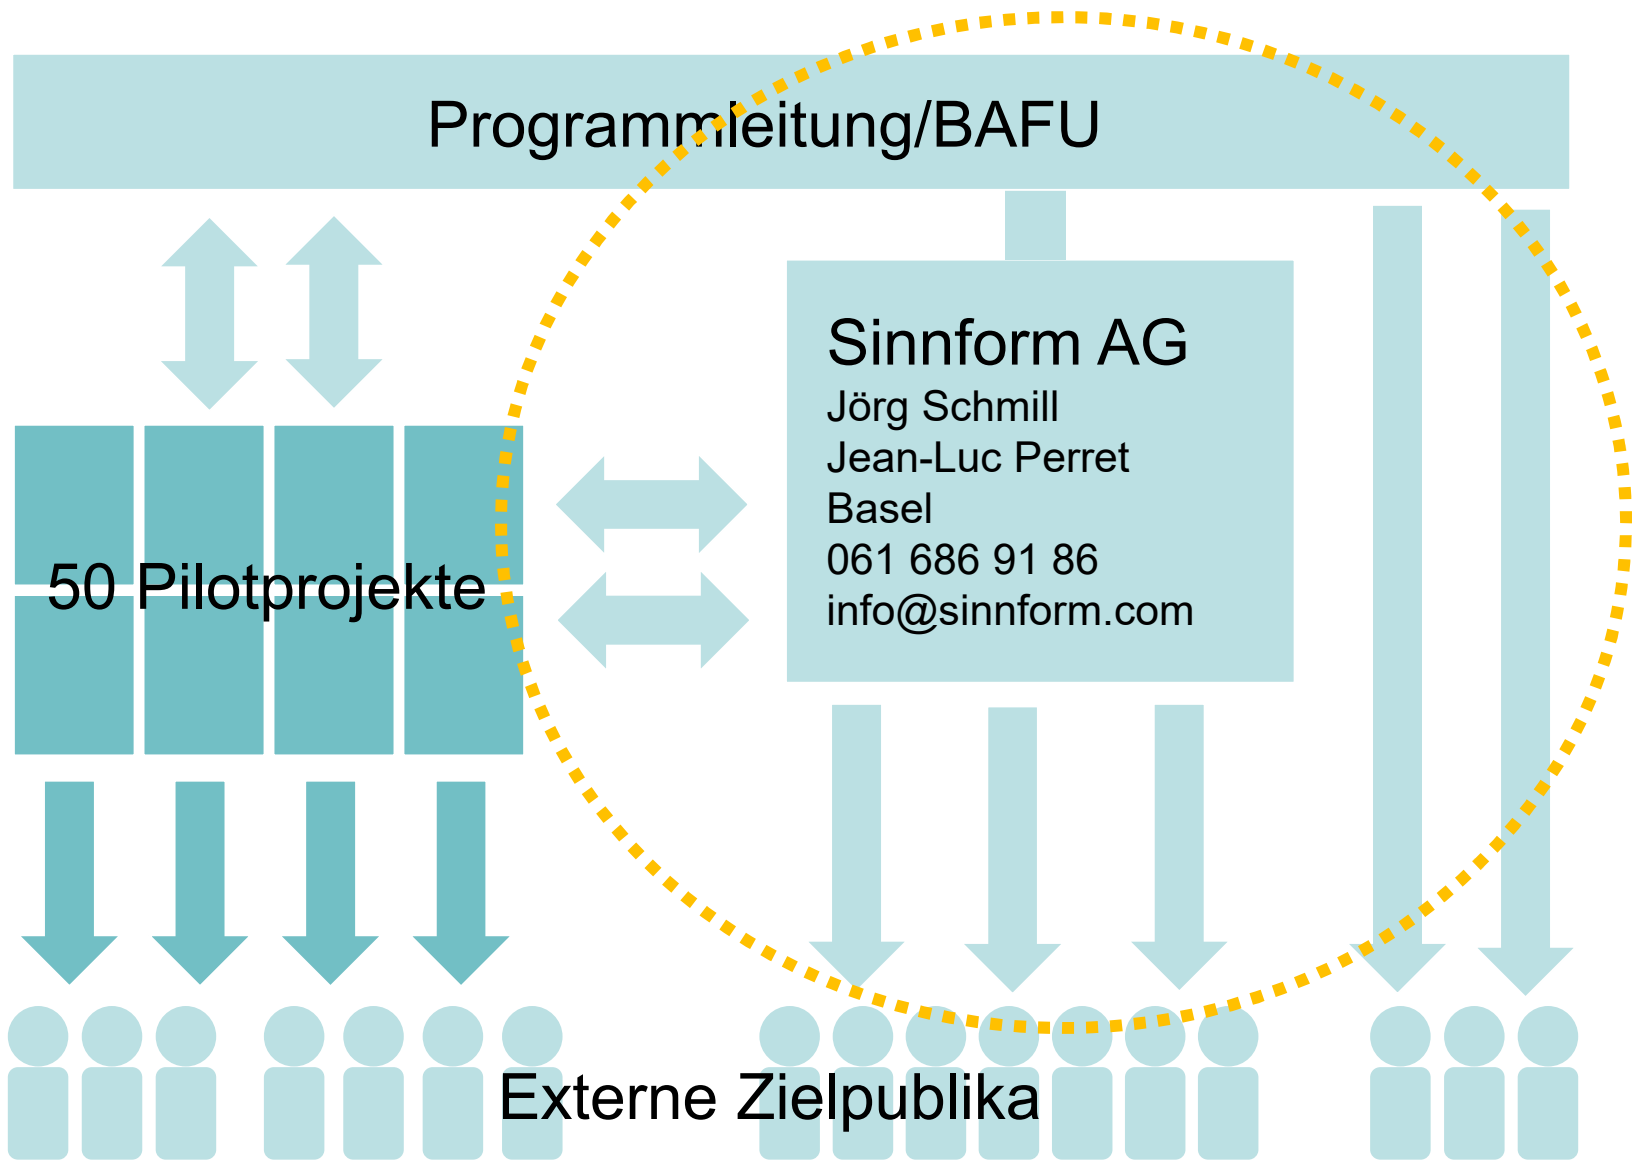 Programmleitung/BAFU
Sinnform AG
Jörg Schmill
Jean-Luc Perret
Basel
061 686 91 86
info@sinnform.com
50 Pilotprojekte
Externe Zielpublika